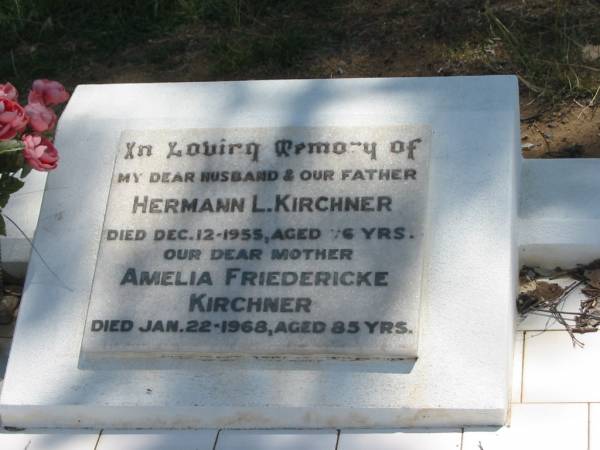 In Loving Memory of
MY DEAR HUSBAND & OUR FATHER
HERMANN L. KIRCHNER
DIED DEC. 12-1955, AGED 76 YRS.
OUR DEAR MOTHER
AMELIA FRIEDERICKE
KIRCHNER
DIED JAN. 22-1968, AGED 85 YRS.